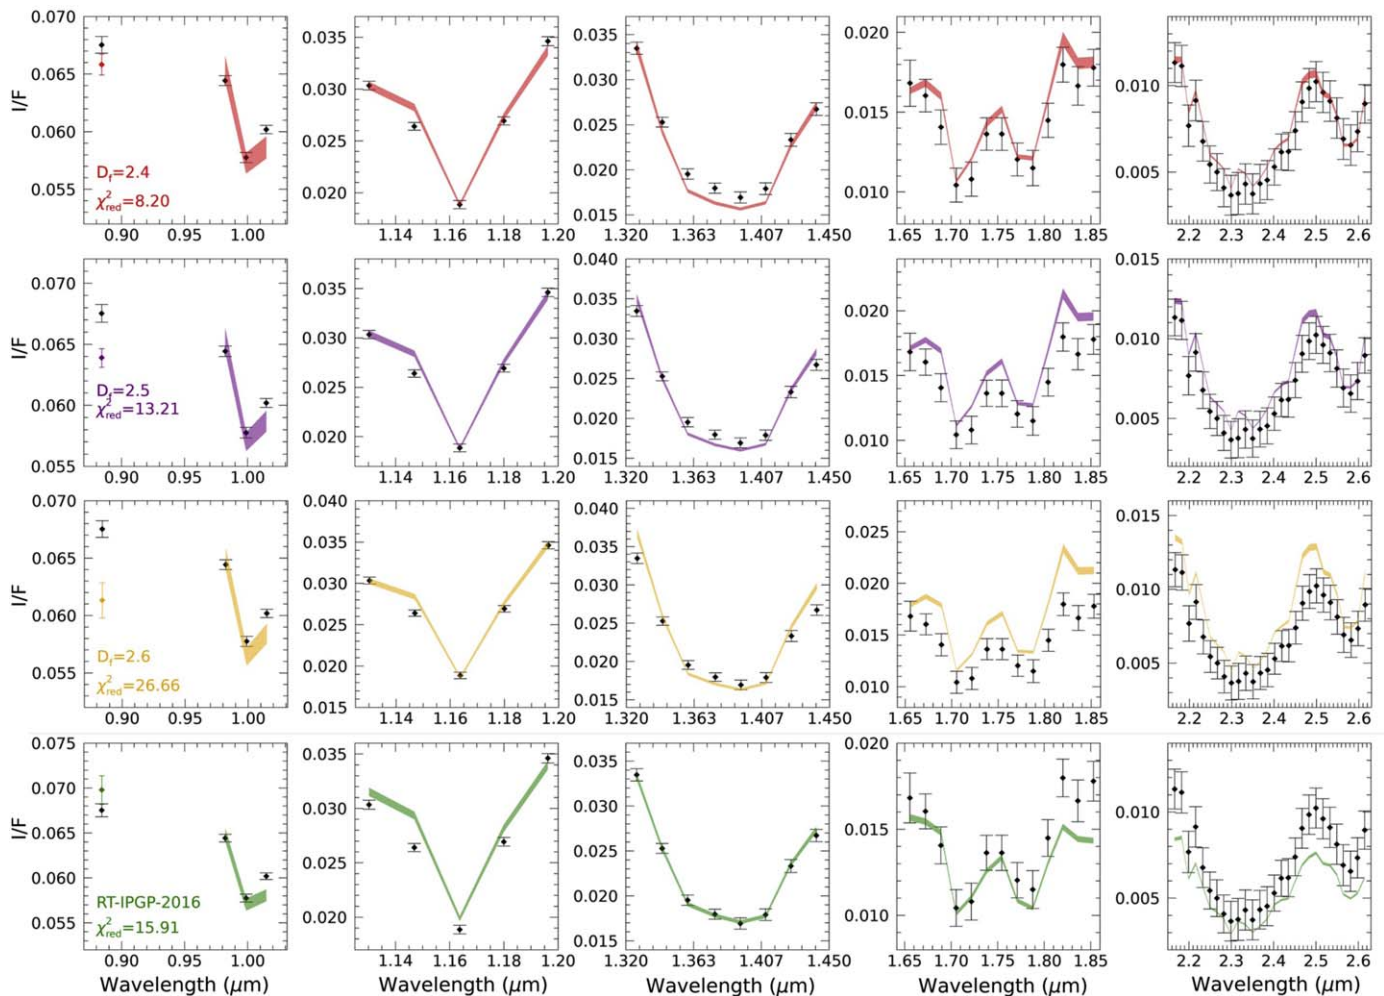 0.070
0.065
0.060
0.055
I/F
D_f=2.4
χ²_red=8.20
0.90 0.95 1.00
0.035
0.030
0.025
0.020
1.14 1.16 1.18 1.20
0.035
0.030
0.025
0.020
0.015
1.320 1.363 1.407 1.450
0.020
0.015
0.010
1.65 1.70 1.75 1.80 1.85
0.010
0.005
2.2 2.3 2.4 2.5 2.6
0.070
0.065
0.060
0.055
I/F
D_f=2.5
χ²_red=13.21
0.90 0.95 1.00
0.035
0.030
0.025
0.020
1.14 1.16 1.18 1.20
0.040
0.035
0.030
0.025
0.020
0.015
1.320 1.363 1.407 1.450
0.020
0.015
0.010
1.65 1.70 1.75 1.80 1.85
0.015
0.010
0.005
2.2 2.3 2.4 2.5 2.6
0.070
0.065
0.060
0.055
I/F
D_f=2.6
χ²_red=26.66
0.90 0.95 1.00
0.040
0.035
0.030
0.025
0.020
0.015
1.14 1.16 1.18 1.20
0.040
0.035
0.030
0.025
0.020
0.015
1.320 1.363 1.407 1.450
0.025
0.020
0.015
0.010
1.65 1.70 1.75 1.80 1.85
0.015
0.010
0.005
2.2 2.3 2.4 2.5 2.6
0.075
0.070
0.065
0.060
0.055
I/F
RT-IPGP-2016
χ²_red=15.91
0.90 0.95 1.00
Wavelength (μm)
0.035
0.030
0.025
0.020
1.14 1.16 1.18 1.20
Wavelength (μm)
0.035
0.030
0.025
0.020
0.015
1.320 1.363 1.407 1.450
Wavelength (μm)
0.020
0.015
0.010
1.65 1.70 1.75 1.80 1.85
Wavelength (μm)
0.010
0.005
2.2 2.3 2.4 2.5 2.6
Wavelength (μm)